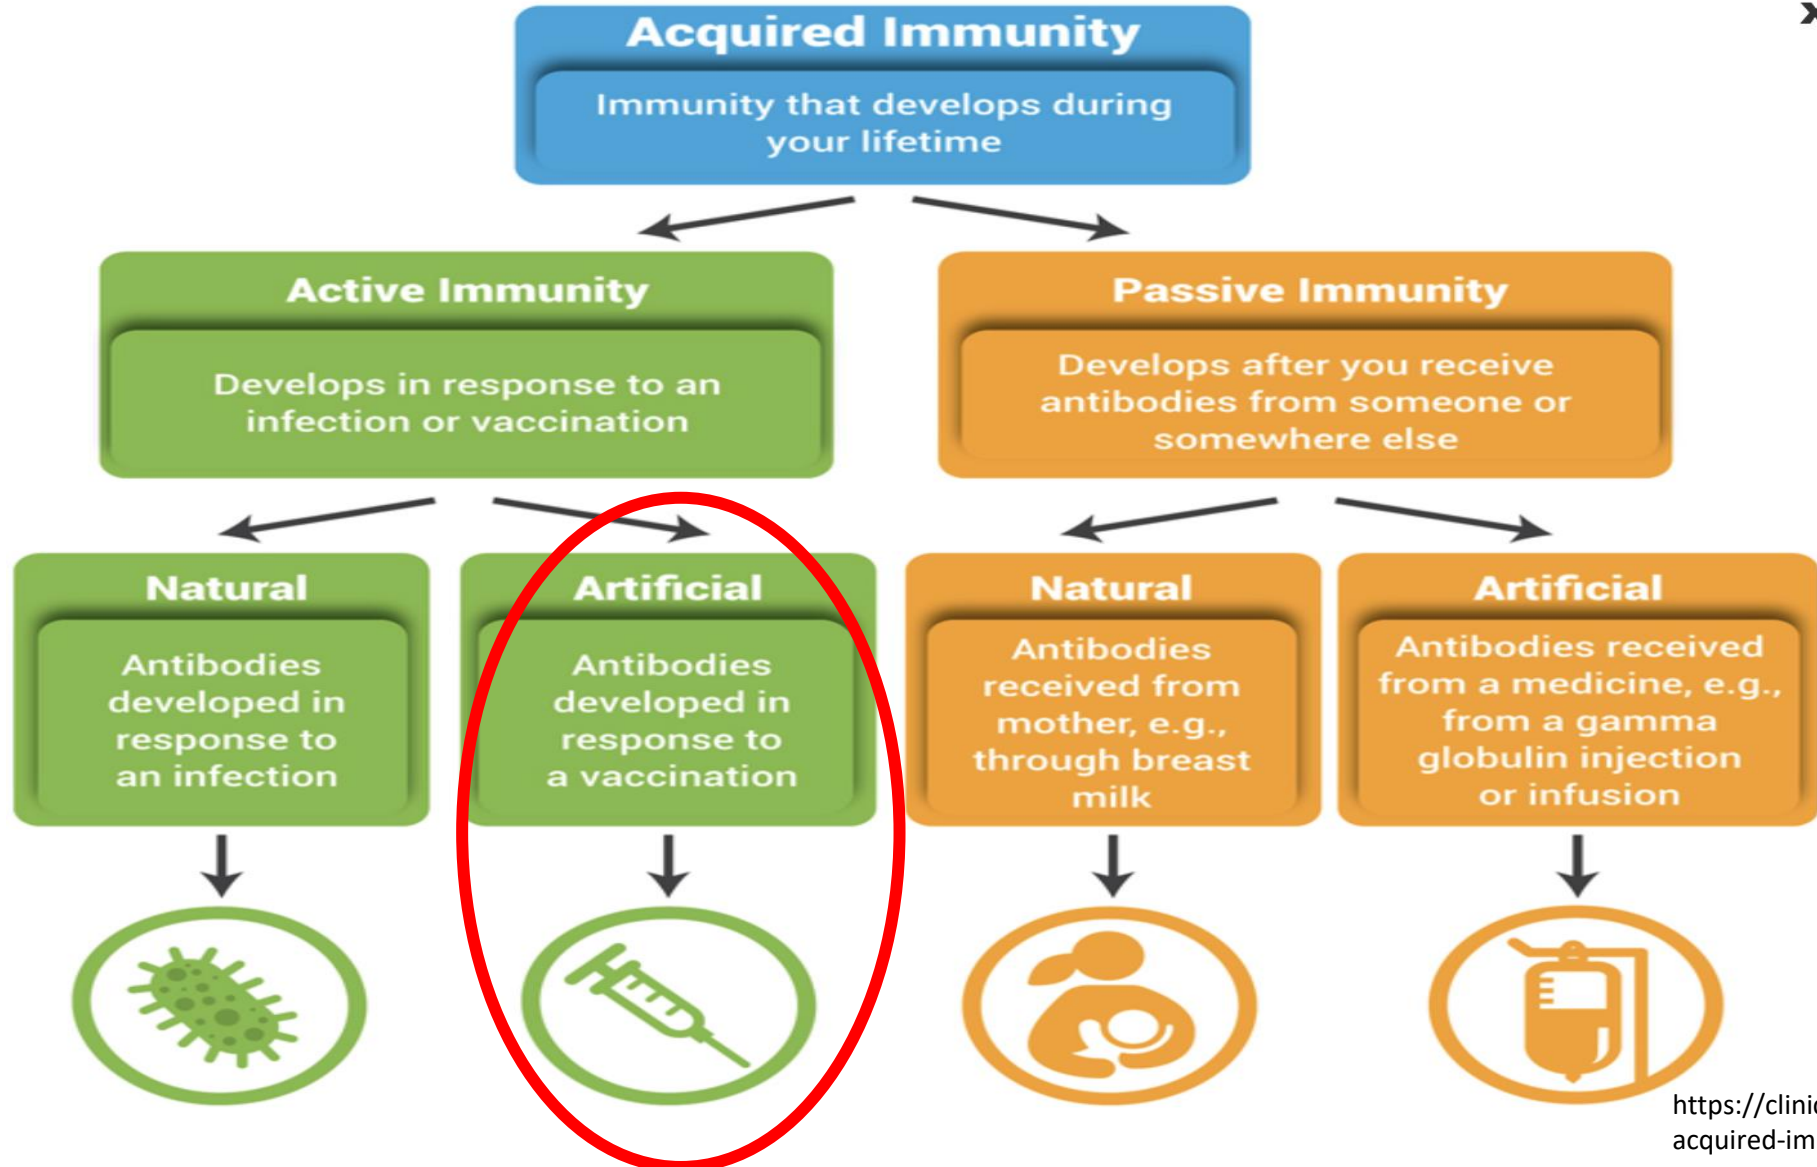 Acquired Immunity
Immunity that develops during
your lifetime
Active Immunity
Develops in response to an
infection or vaccination
Passive Immunity
Develops after you receive
antibodies from someone or
somewhere else
Natural
Antibodies
developed in
response to
an infection
Artificial
Antibodies
developed in
response to
a vaccination
Natural
Antibodies
received from
mother, e.g.,
through breast
milk
Artificial
Antibodies received
from a medicine, e.g.,
from a gamma
globulin injection
or infusion
https://clinic
acquired-im